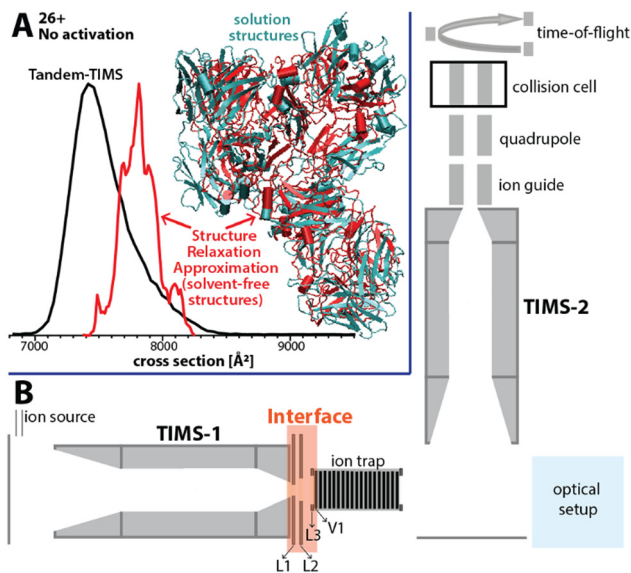 A
26+
No activation
solution
structures
Tandem-TIMS
Structure
Relaxation
Approximation
(solvent-free
structures)
7000
8000
9000
cross section [Å²]
time-of-flight
collision cell
quadrupole
ion guide
TIMS-2
B
ion source
TIMS-1
Interface
ion trap
L3
V1
L1
L2
optical
setup